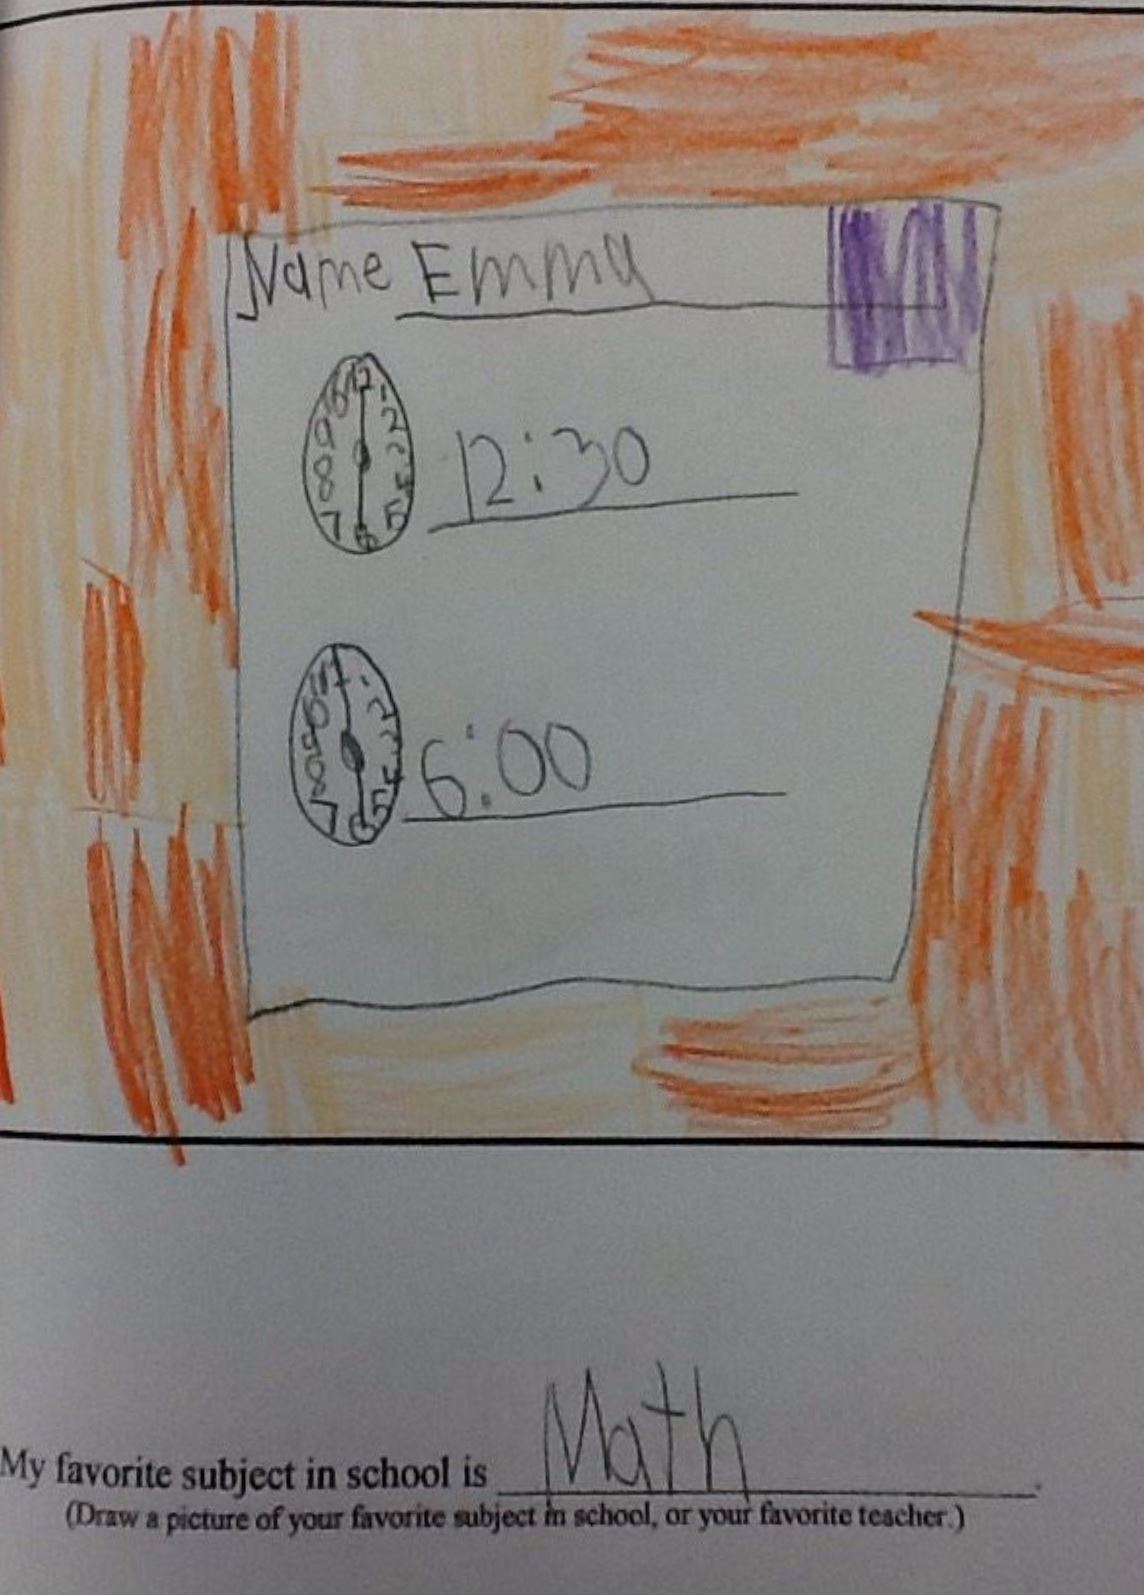 Name Emma
12:30
6:00
My favorite subject in school is Math.
(Draw a picture of your favorite subject in school, or your favorite teacher.)